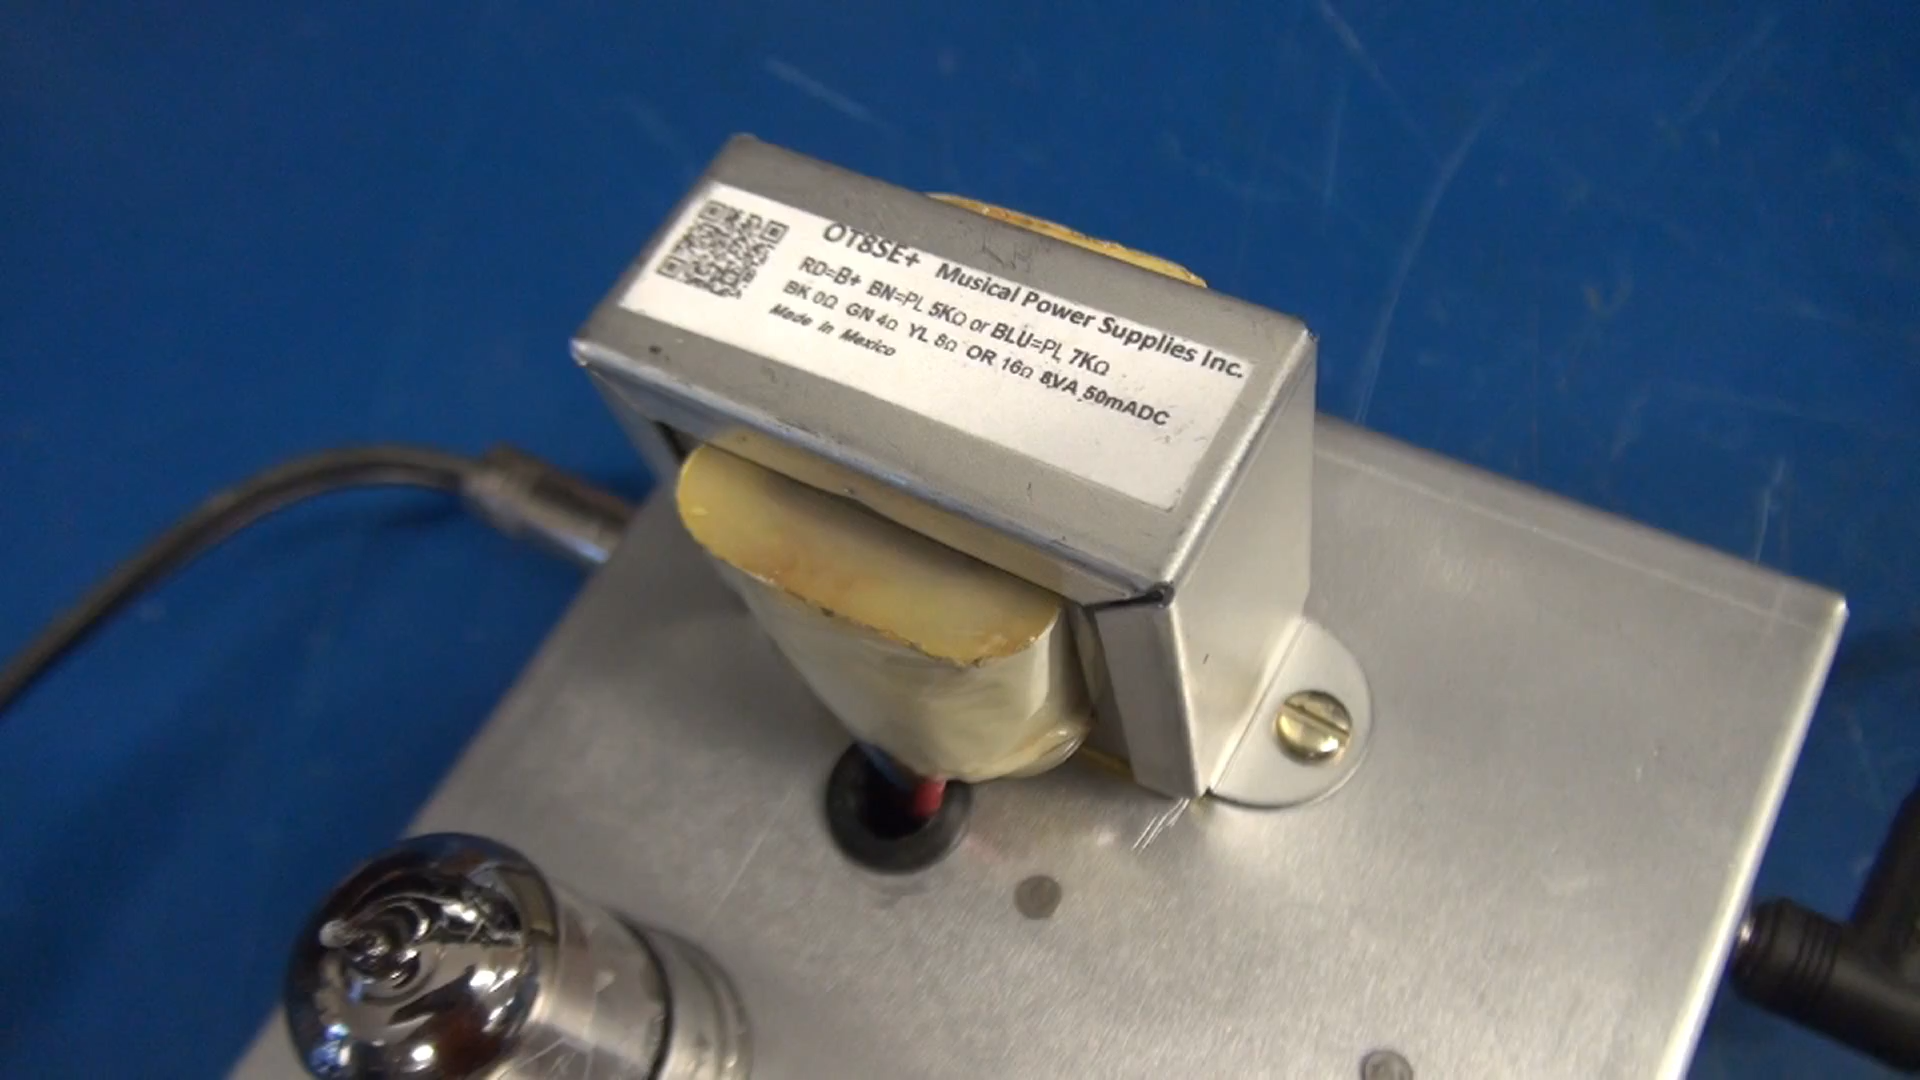 OT8SE+ Musical Power Supplies Inc.
RD=B+ BN=PL 5KΩ or BLU=PL 7KΩ
BK 0Ω GN 4Ω YL 8Ω OR 16Ω 8VA 50mADC
Made in Mexico